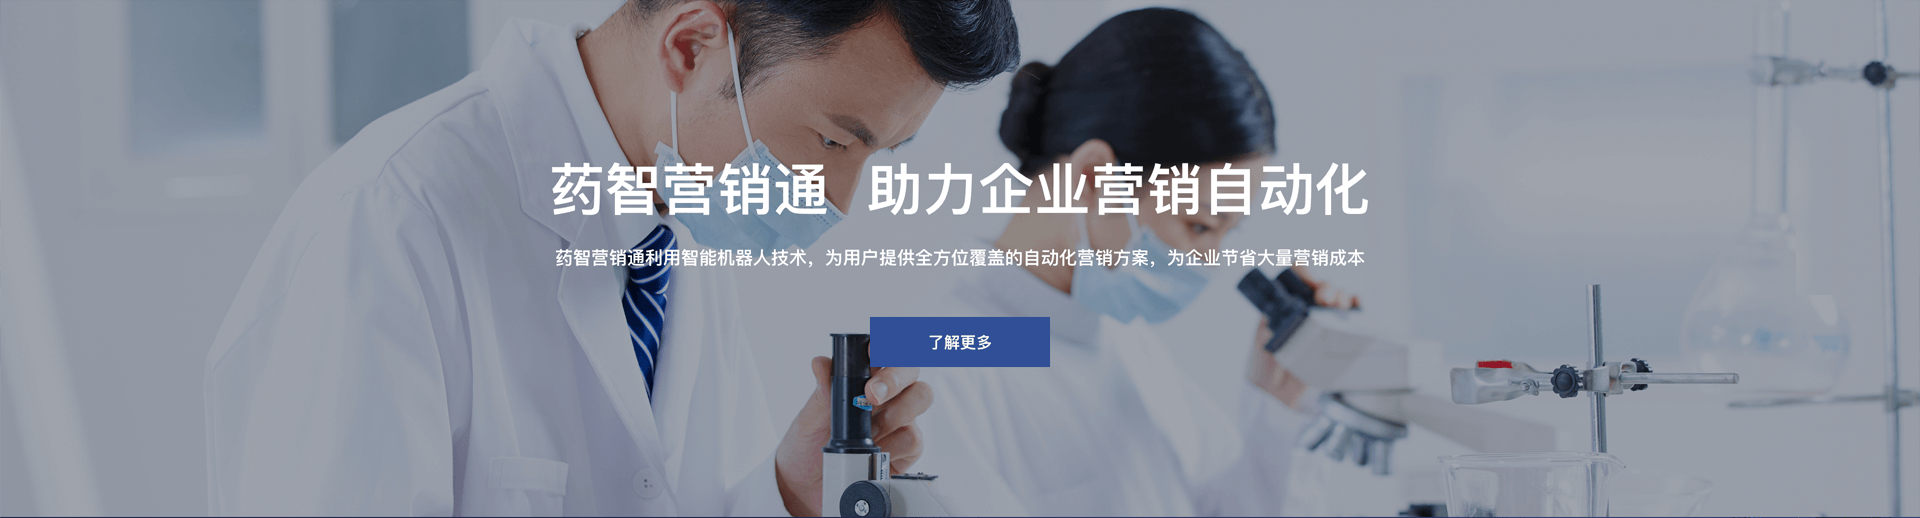 药智营销通 助力企业营销自动化
药智营销通利用智能机器人技术，为用户提供全方位覆盖的自动化营销方案，为企业节省大量营销成本
了解更多